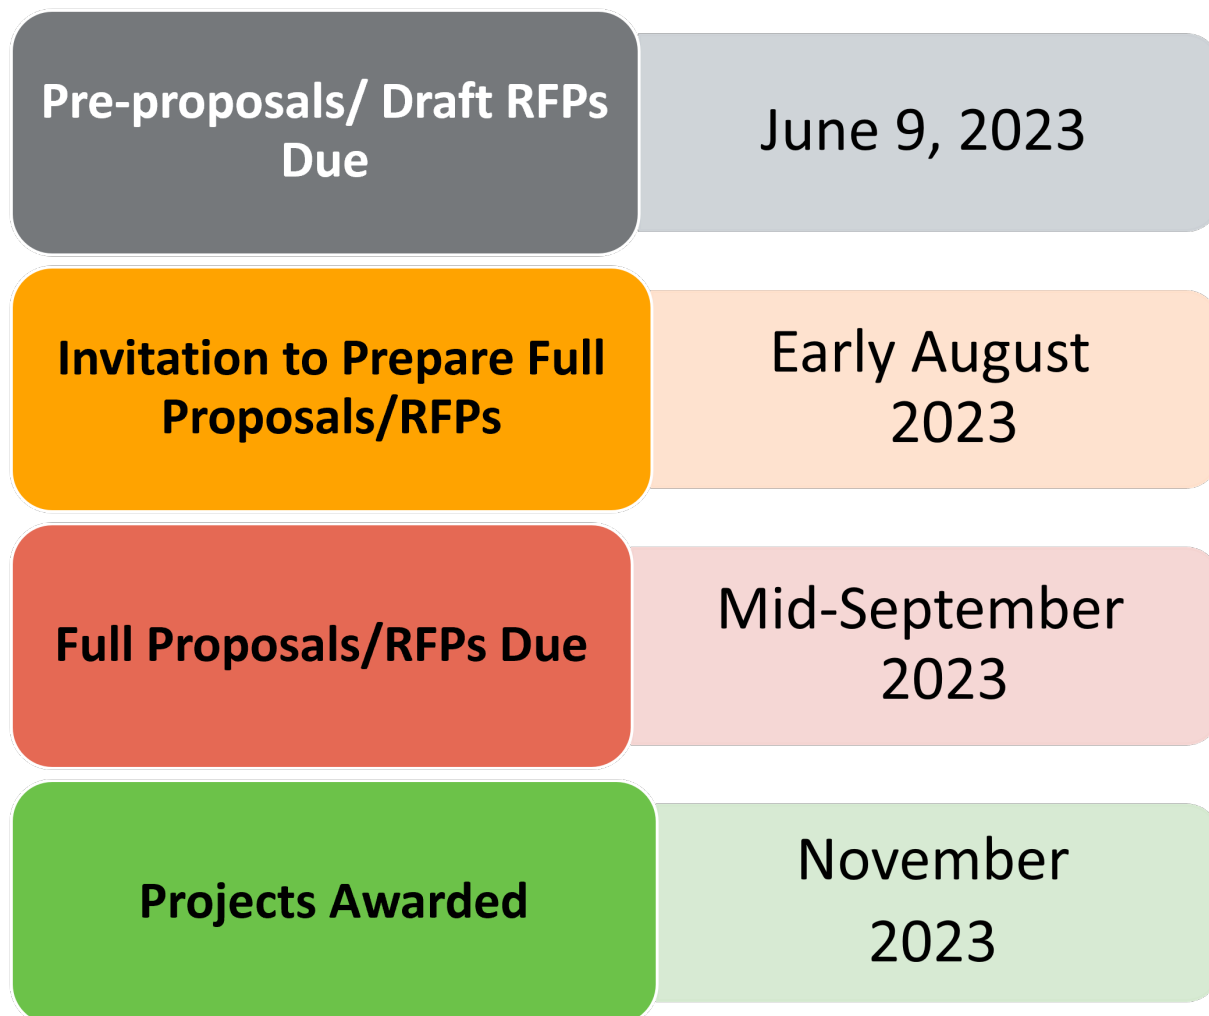 Pre-proposals/ Draft RFPs
Due
June 9, 2023
Invitation to Prepare Full
Proposals/RFPs
Early August
2023
Full Proposals/RFPs Due
Mid-September
2023
Projects Awarded
November
2023